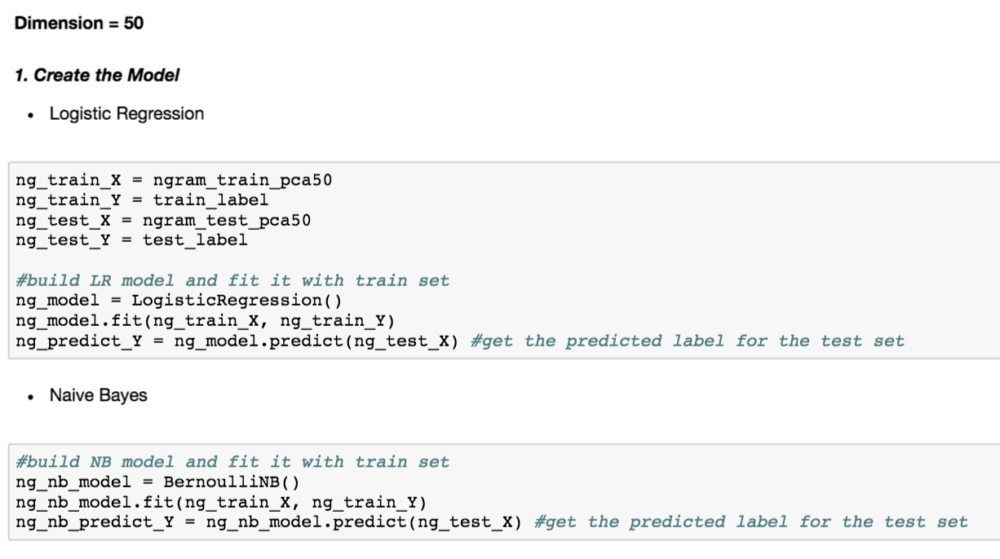 Dimension = 50
1. Create the Model
• Logistic Regression
ng_train_X = ngram_train_pca50
ng_train_Y = train_label
ng_test_X = ngram_test_pca50
ng_test_Y = test_label
#build LR model and fit it with train set
ng_model = LogisticRegression()
ng_model.fit(ng_train_X, ng_train_Y)
ng_predict_Y = ng_model.predict(ng_test_X) #get the predicted label for the test set
• Naive Bayes
#build NB model and fit it with train set
ng_nb_model = BernoulliNB()
ng_nb_model.fit(ng_train_X, ng_train_Y)
ng_nb_predict_Y = ng_nb_model.predict(ng_test_X) #get the predicted label for the test set